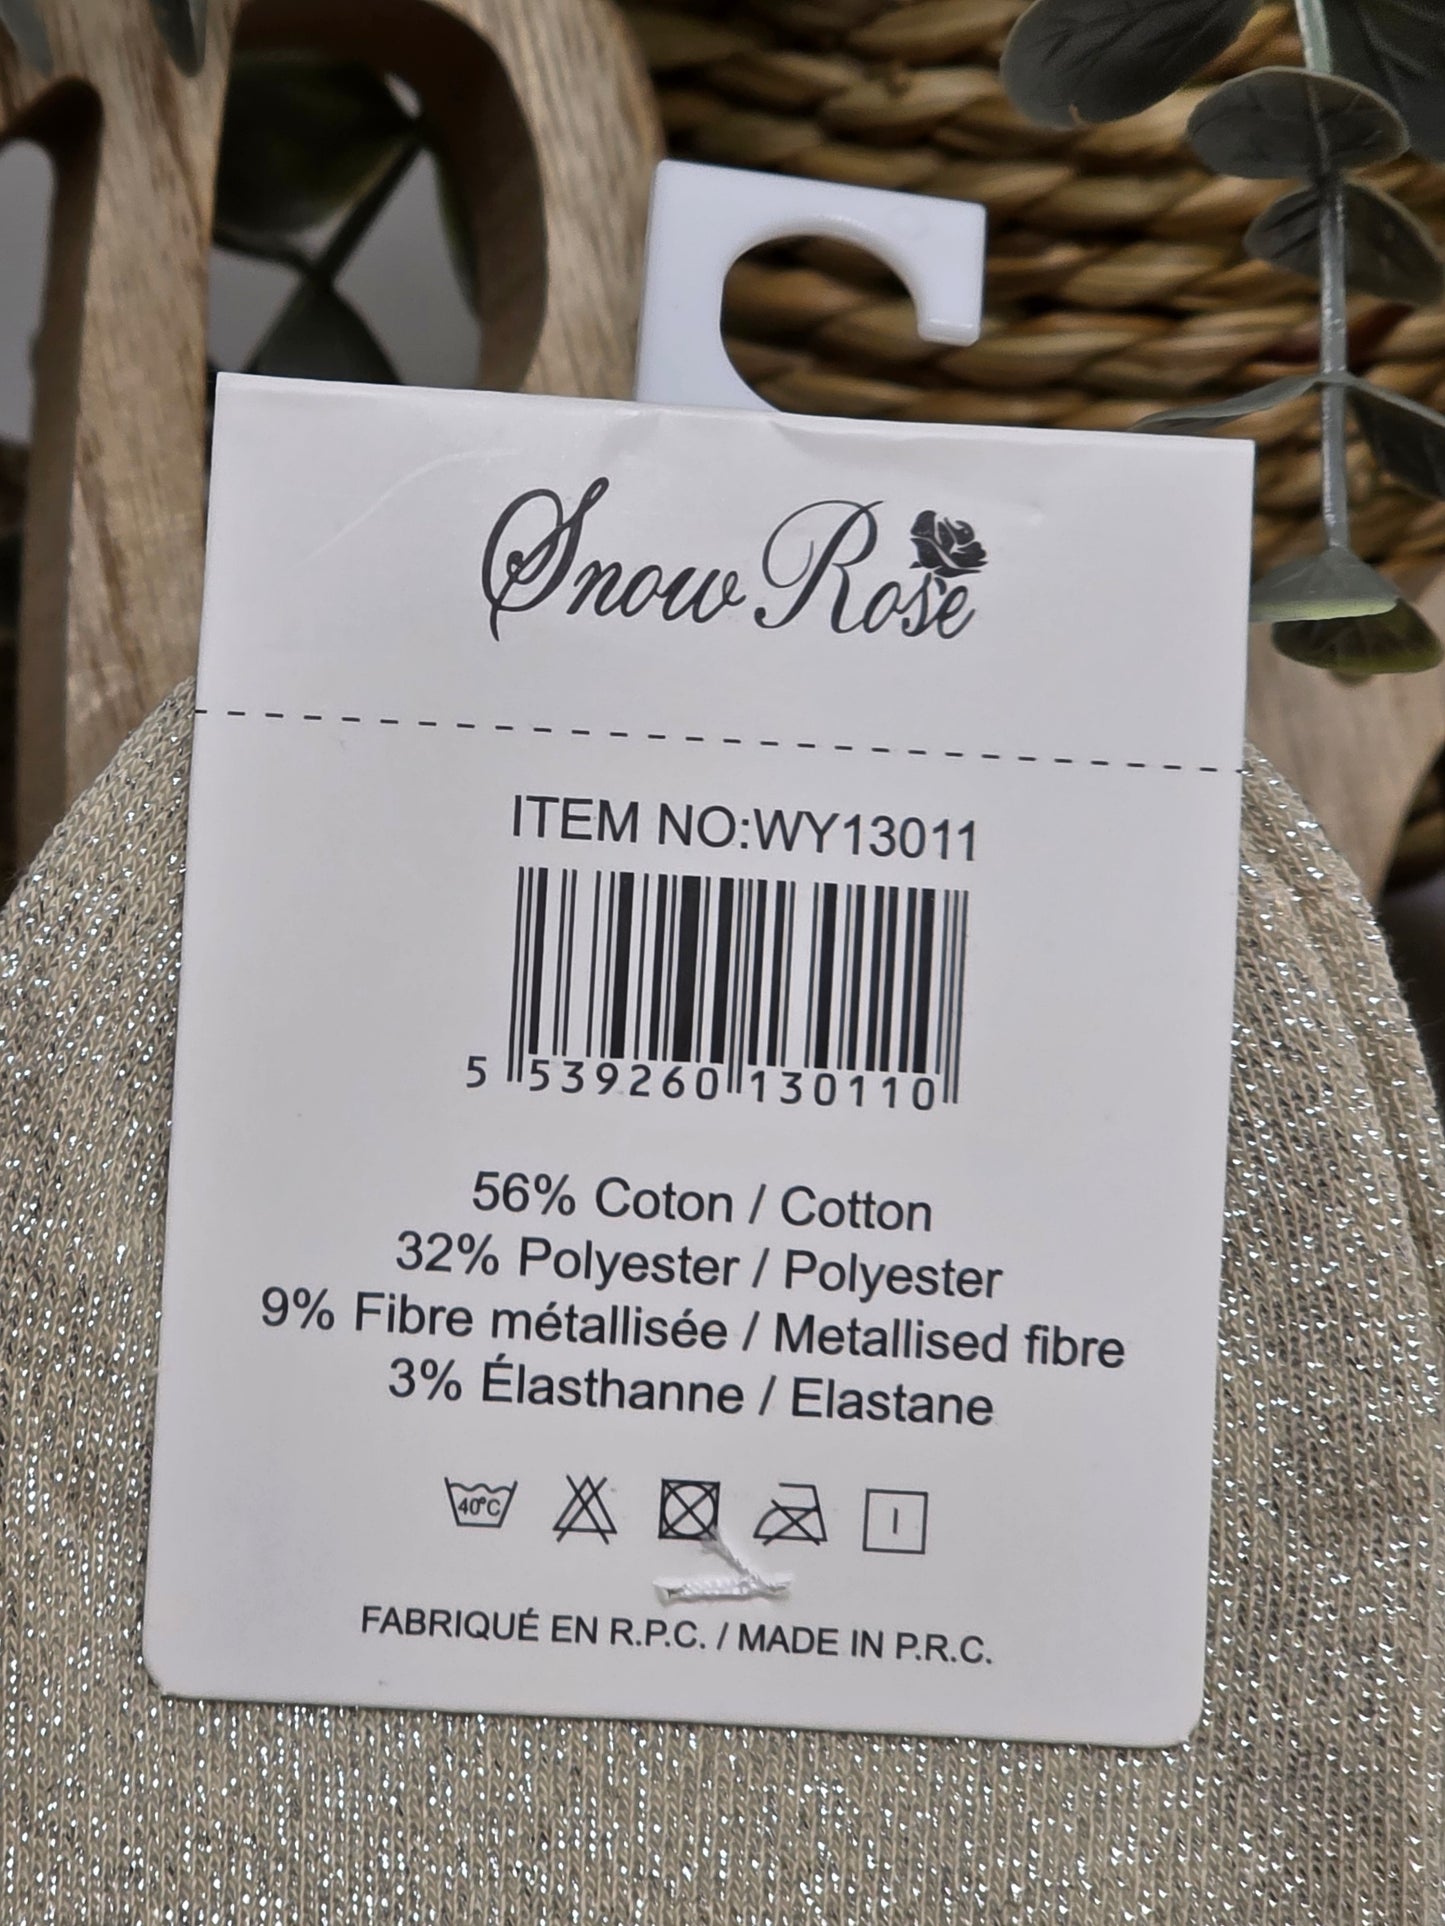 Snow Rose
ITEM NO:WY13011
5 539260 130110
56% Coton / Cotton
32% Polyester / Polyester
9% Fibre métallisée / Metallised fibre
3% Élasthanne / Elastane
40°C
FABRIQUÉ EN R.P.C. / MADE IN P.R.C.